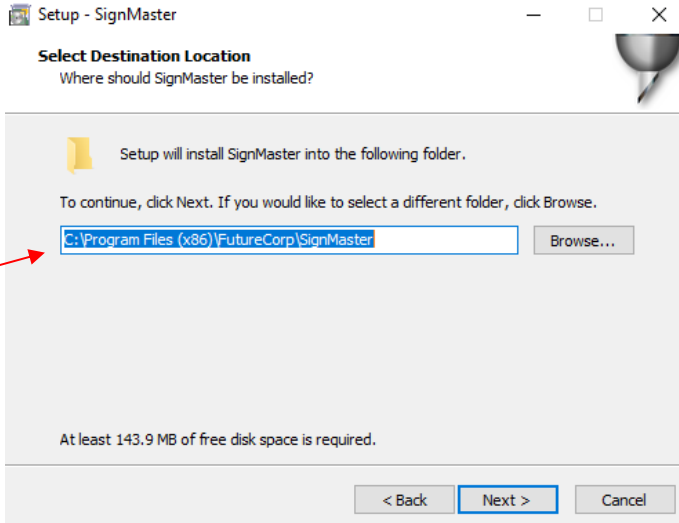 Setup - SignMaster
Select Destination Location
Where should SignMaster be installed?
Setup will install SignMaster into the following folder.
To continue, click Next. If you would like to select a different folder, click Browse.
C:\Program Files (x86)\FutureCorp\SignMaster
Browse...
At least 143.9 MB of free disk space is required.
< Back Next > Cancel